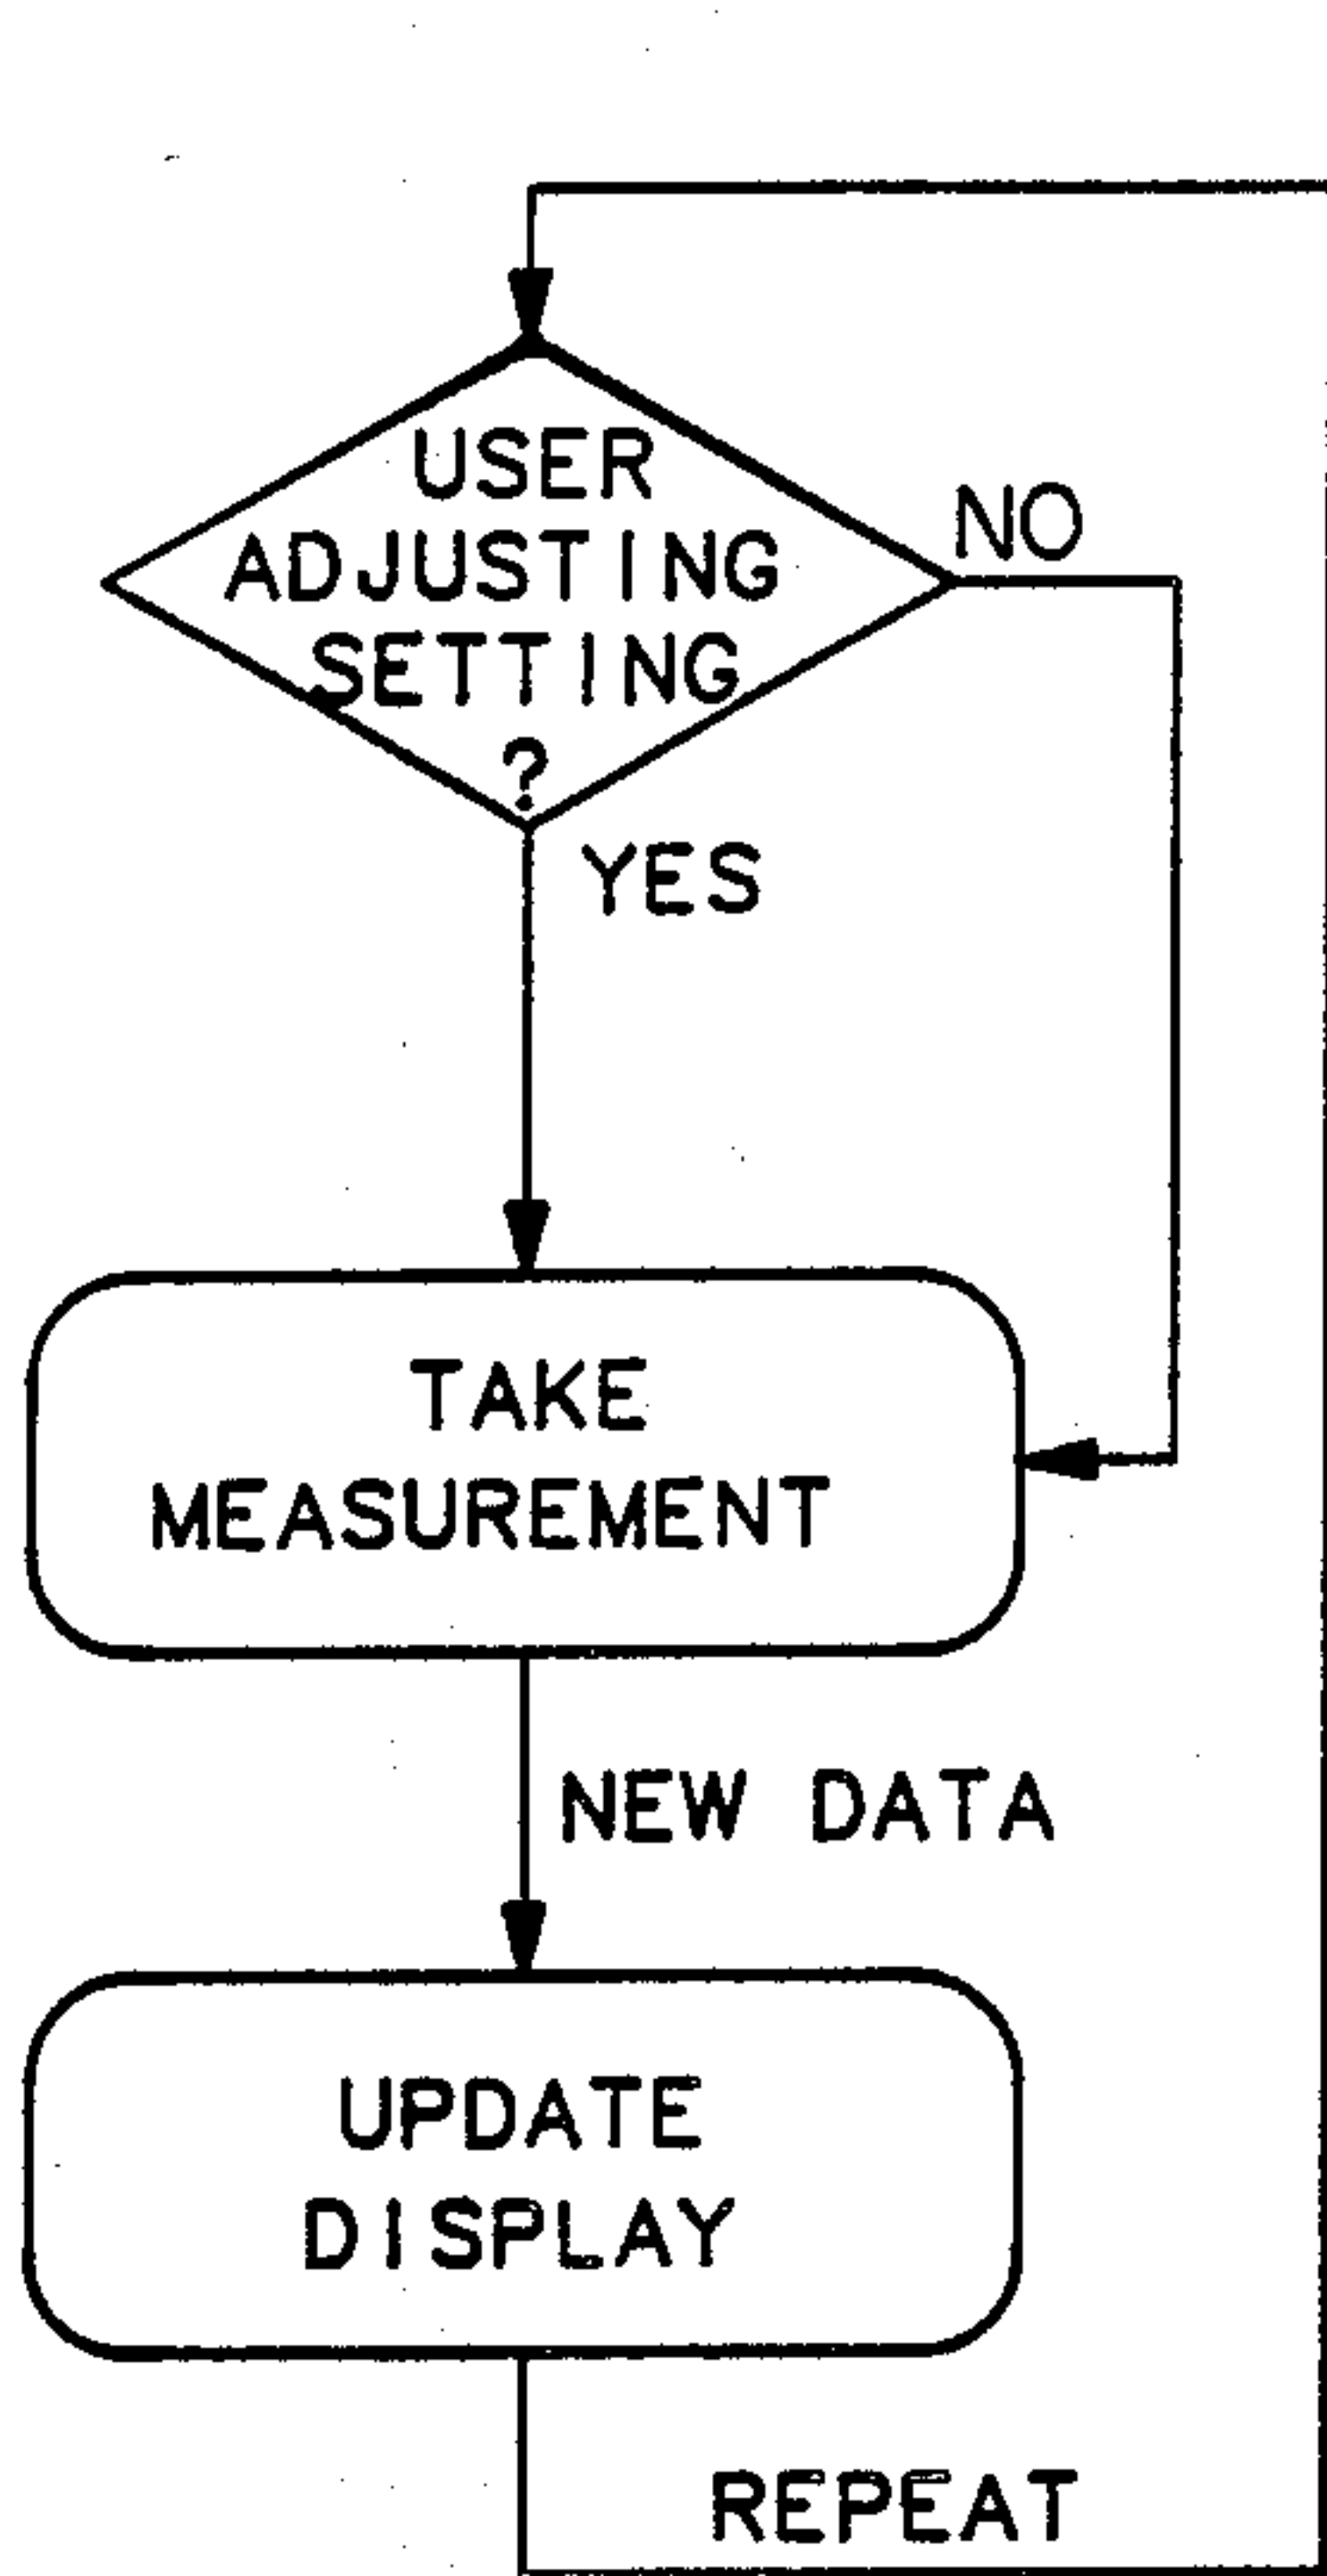 USER
ADJUSTING
SETTING
?
NO
YES
TAKE
MEASUREMENT
NEW DATA
UPDATE
DISPLAY
REPEAT